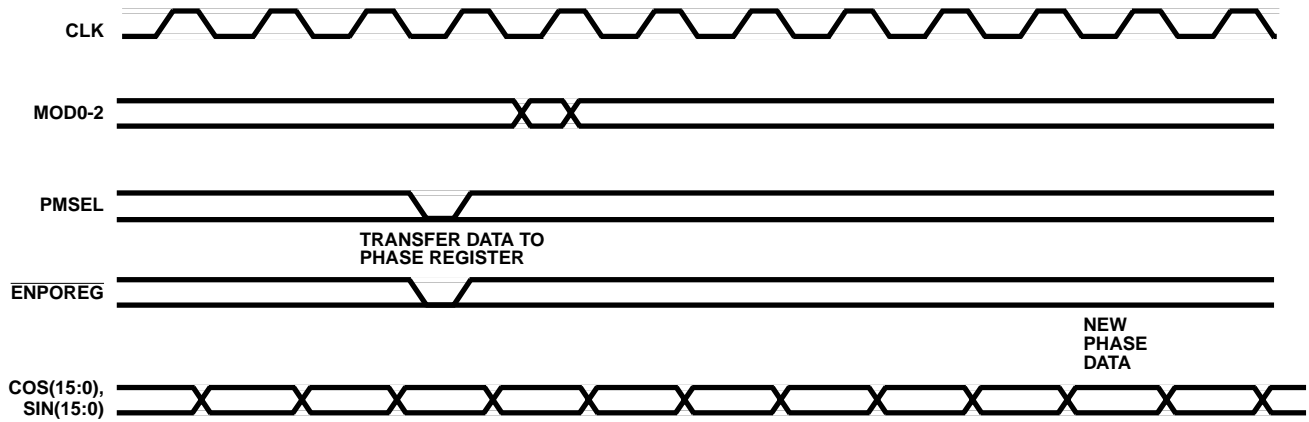 CLK
MOD0-2
PMSEL
TRANSFER DATA TO
PHASE REGISTER
ENPOREG
NEW
PHASE
DATA
COS(15:0),
SIN(15:0)